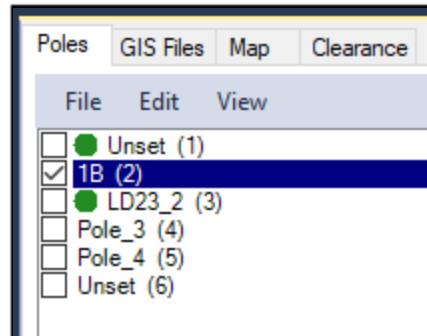 Poles GIS Files Map Clearance
File Edit View
Unset (1)
1B (2)
LD23_2 (3)
Pole_3 (4)
Pole_4 (5)
Unset (6)